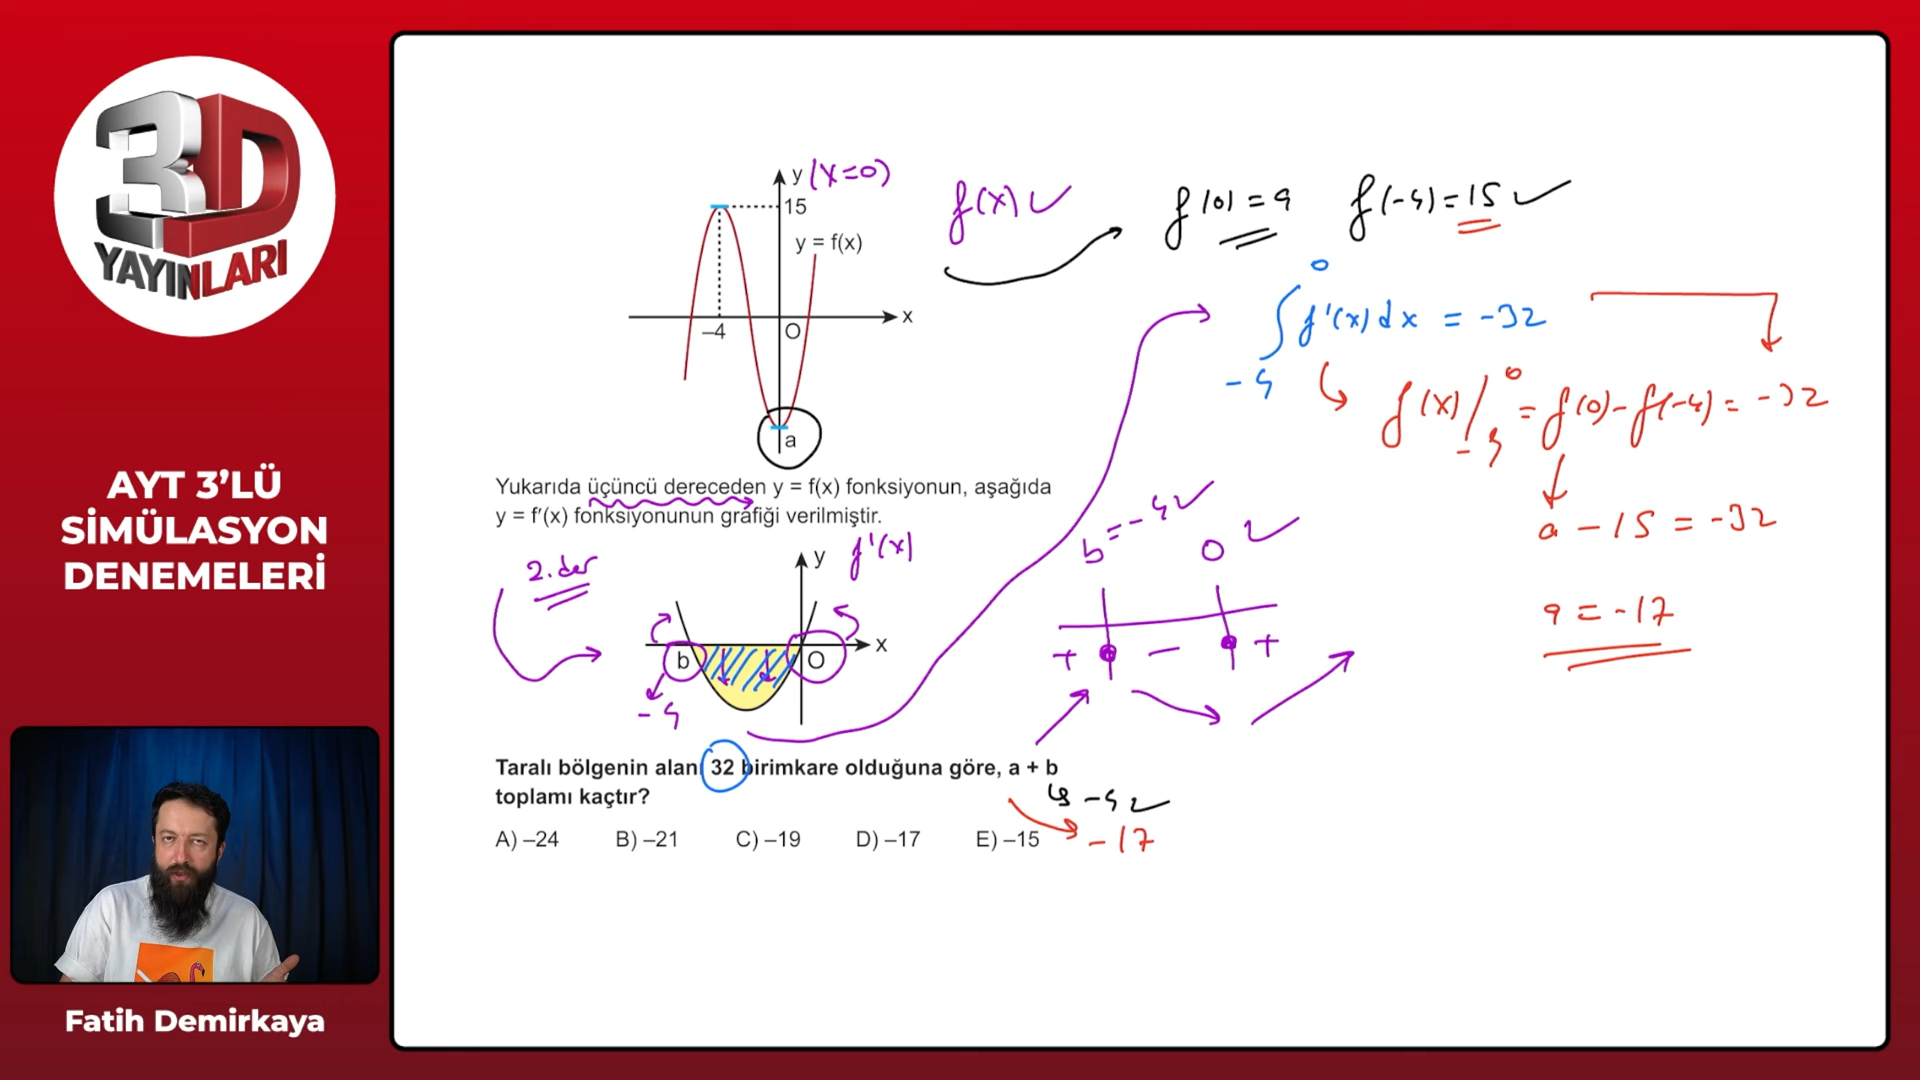 3D
YAYINLARI
AYT 3'LÜ
SİMÜLASYON
DENEMELERİ
Fatih Demirkaya
y (x=0)
15
y = f(x)
–4
O
x
a
f(x)
f(0) = a
f(-4) = 15
0
∫ f'(x) dx = -32
-4
f(x) / 0 -4 = f(0) - f(-4) = -32
a - 15 = -32
a = -17
Yukarıda üçüncü dereceden y = f(x) fonksiyonun, aşağıda
y = f′(x) fonksiyonunun grafiği verilmiştir.
2. der
y
f'(x)
x
b
O
-4
b = -4
0
+ - +
Taralı bölgenin alanı 32 birimkare olduğuna göre, a + b
toplamı kaçtır?
-4
-17
A) –24 B) –21 C) –19 D) –17 E) –15